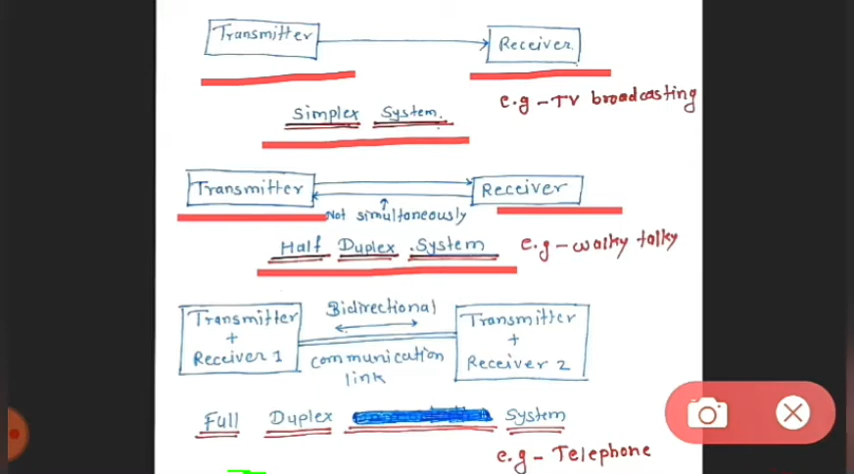 Transmitter
Receiver
e.g - TV broadcasting
Simplex System
Transmitter
Receiver
Not simultaneously
Half Duplex System
e.g - walky talky
Bidirectional
Transmitter
+
Receiver 1
Transmitter
+
Receiver 2
communication
link
Full Duplex System
e.g - Telephone